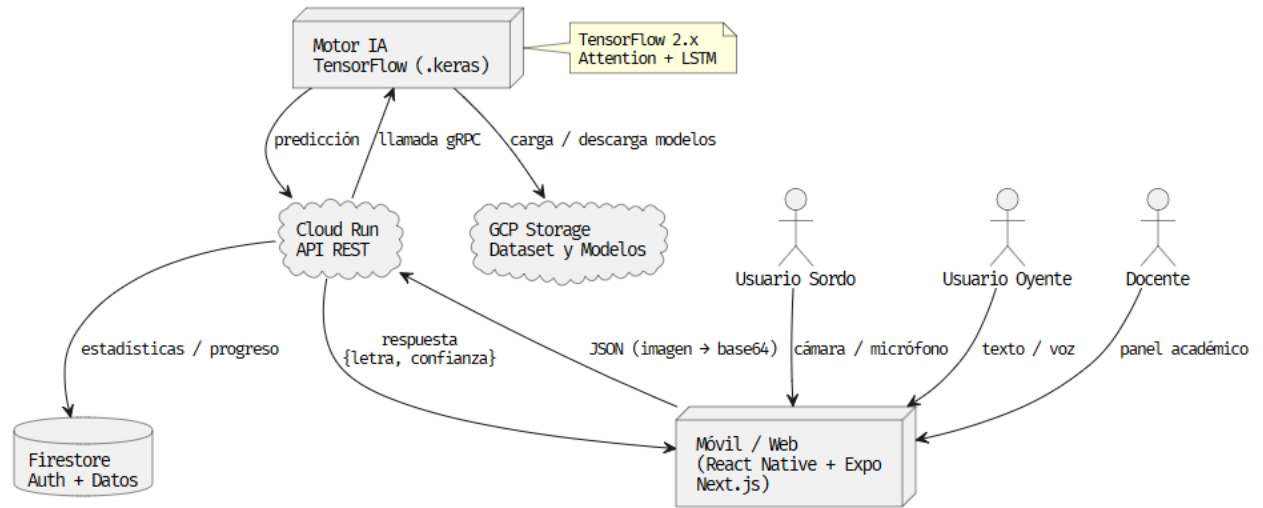 Motor IA
TensorFlow (.keras)
TensorFlow 2.x
Attention + LSTM
predicción
llamada gRPC
carga / descarga modelos
Cloud Run
API REST
GCP Storage
Dataset y Modelos
Usuario Sordo
Usuario Oyente
Docente
estadísticas / progreso
respuesta
{letra, confianza}
JSON (imagen → base64)
cámara / micrófono
texto / voz
panel académico
Firestore
Auth + Datos
Móvil / Web
(React Native + Expo
Next.js)